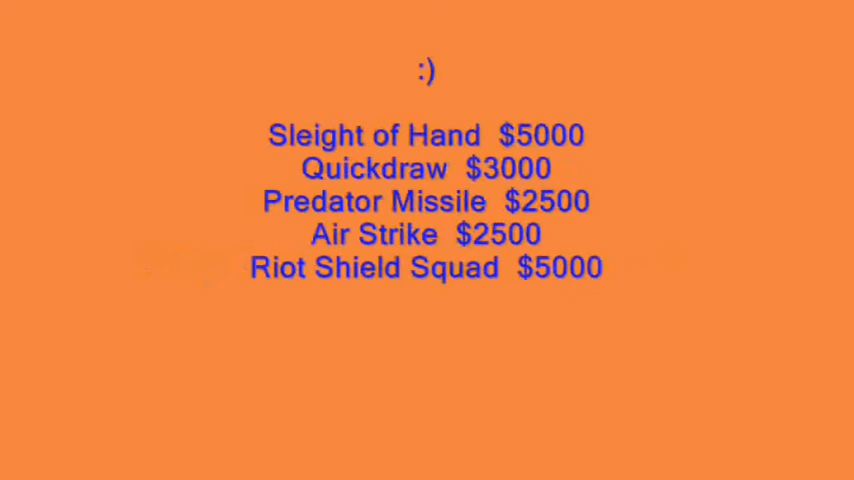 :)
Sleight of Hand $5000
Quickdraw $3000
Predator Missile $2500
Air Strike $2500
Riot Shield Squad $5000